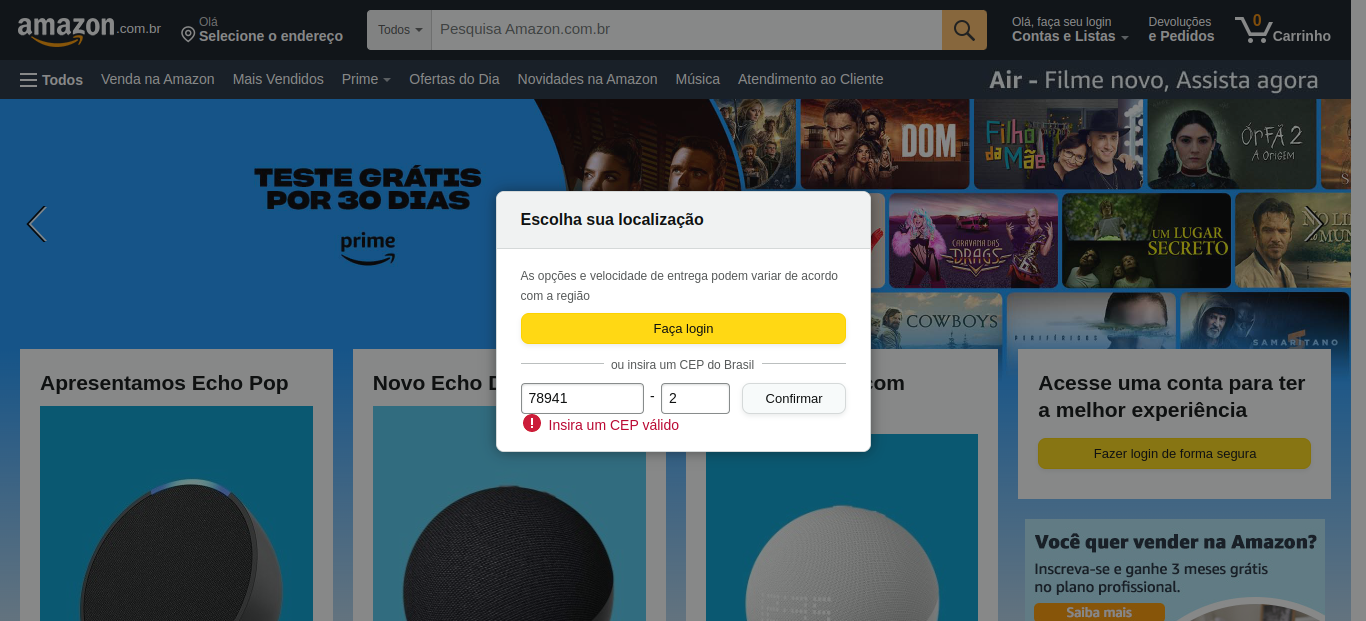 amazon.com.br
Olá
Selecione o endereço
Todos
Pesquisa Amazon.com.br
Olá, faça seu login
Contas e Listas
Devoluções
e Pedidos
0
Carrinho
Todos
Venda na Amazon
Mais Vendidos
Prime
Ofertas do Dia
Novidades na Amazon
Música
Atendimento ao Cliente
Air - Filme novo, Assista agora
TESTE GRÁTIS
POR 30 DIAS
prime
DOM
Filho
da Mãe
ÓRFÃ 2
A ORIGEM
CARAVANA DAS
DRAGS
UM LUGAR
SECRETO
COWBOYS
PERIFÉRICOS
SAMARITANO
Escolha sua localização
As opções e velocidade de entrega podem variar de acordo
com a região
Faça login
ou insira um CEP do Brasil
78941
-
2
Confirmar
! Insira um CEP válido
Apresentamos Echo Pop
Novo Echo
com
Acesse uma conta para ter
a melhor experiência
Fazer login de forma segura
Você quer vender na Amazon?
Inscreva-se e ganhe 3 meses grátis
no plano profissional.
Saiba mais